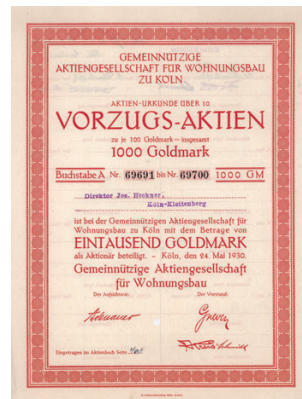 GEMEINNÜTZIGE
AKTIENGESELLSCHAFT FÜR WOHNUNGSBAU
ZU KÖLN
AKTIEN-URKUNDE ÜBER 10
VORZUGS-AKTIEN
zu je 100 Goldmark – insgesamt
1000 Goldmark
Buchstabe A Nr. 69691 bis Nr. 69700 1000 GM
Direktor Jos. Heckner,
Köln-Klettenberg
ist bei der Gemeinnützigen Aktiengesellschaft für
Wohnungsbau zu Köln mit dem Betrage von
EINTAUSEND GOLDMARK
als Aktionär beteiligt. – Köln, den 24. Mai 1930.
Gemeinnützige Aktiengesellschaft
für Wohnungsbau
Der Aufsichtsrat: Der Vorstand:
Eingetragen im Aktienbuch Seite